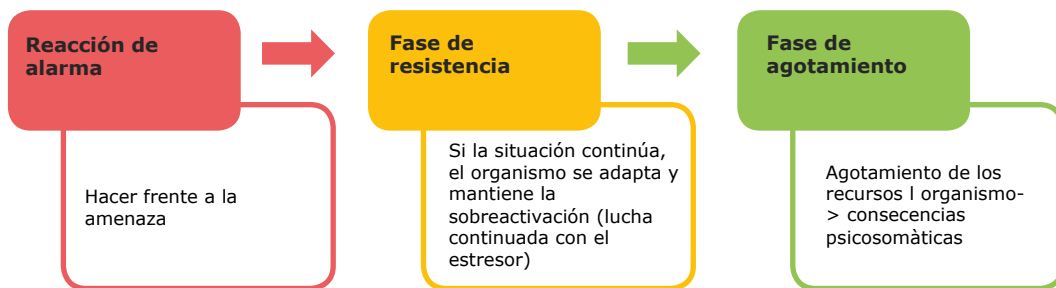 Reacción de
alarma
Hacer frente a la
amenaza
Fase de
resistencia
Si la situación continúa,
el organismo se adapta y
mantiene la
sobreactivación (lucha
continuada con el
estresor)
Fase de
agotamiento
Agotamiento de los
recursos l organismo-
> consecencias
psicosomàticas